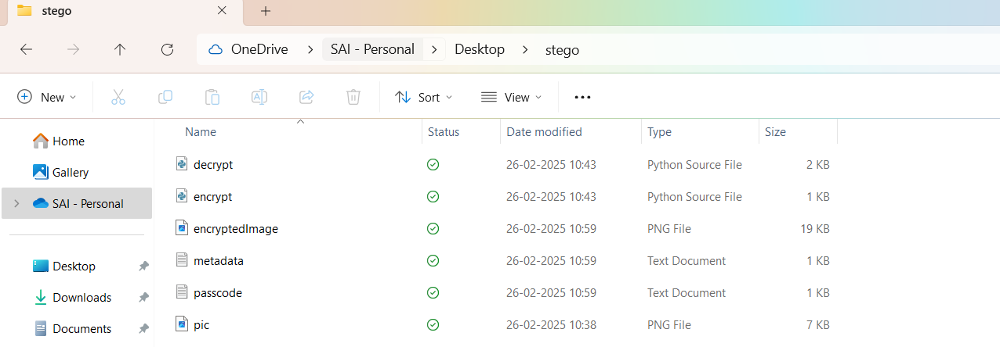 stego
OneDrive SAI - Personal Desktop stego
New Sort View
Name Status Date modified Type Size
Home
Gallery
SAI - Personal
Desktop
Downloads
Documents
decrypt 26-02-2025 10:43 Python Source File 2 KB
encrypt 26-02-2025 10:43 Python Source File 1 KB
encryptedImage 26-02-2025 10:59 PNG File 19 KB
metadata 26-02-2025 10:59 Text Document 1 KB
passcode 26-02-2025 10:59 Text Document 1 KB
pic 26-02-2025 10:38 PNG File 7 KB